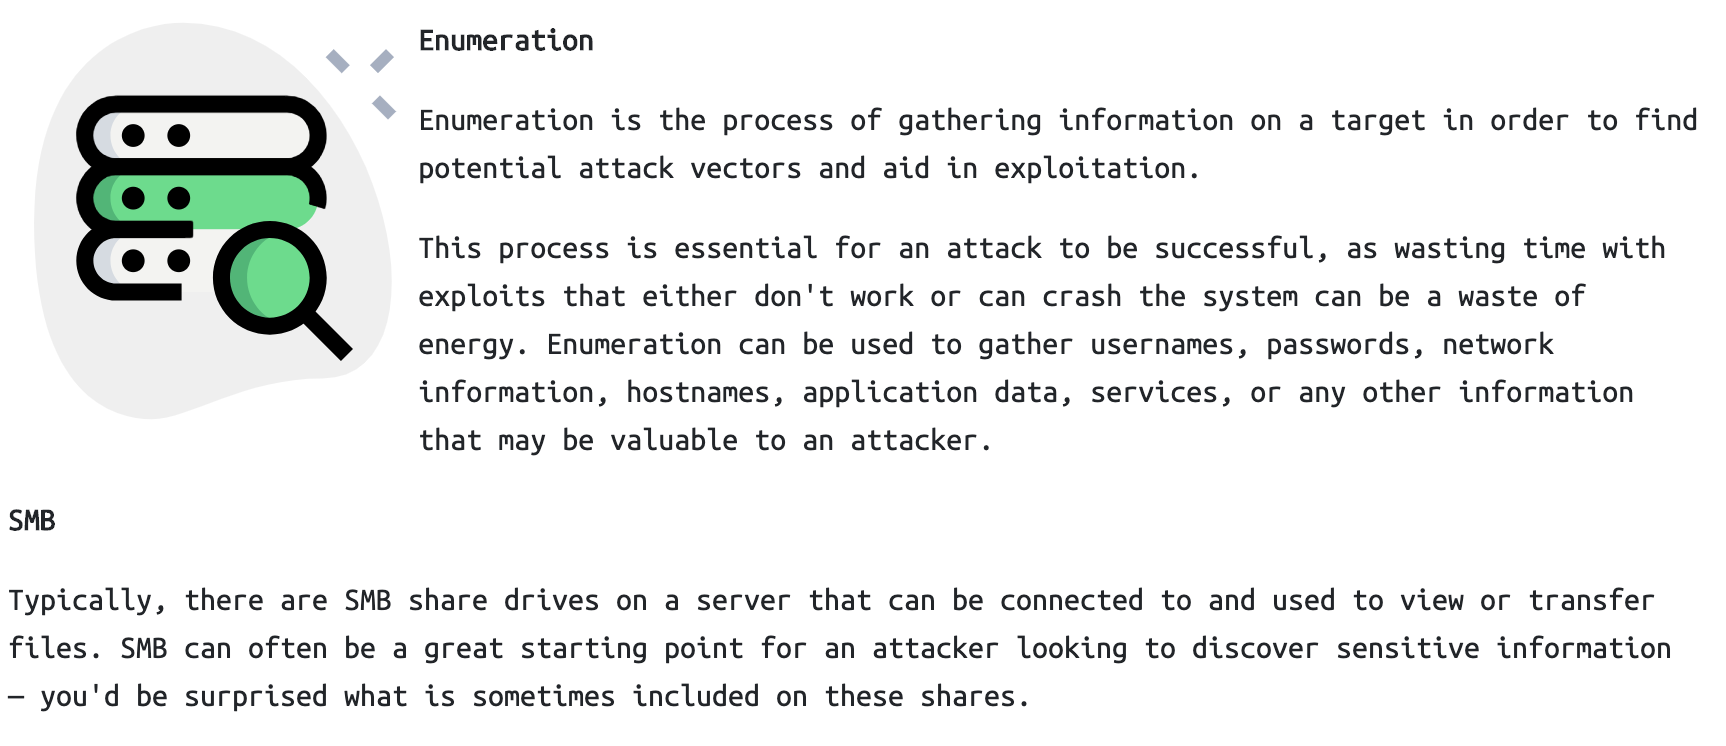 Enumeration
Enumeration is the process of gathering information on a target in order to find
potential attack vectors and aid in exploitation.
This process is essential for an attack to be successful, as wasting time with
exploits that either don't work or can crash the system can be a waste of
energy. Enumeration can be used to gather usernames, passwords, network
information, hostnames, application data, services, or any other information
that may be valuable to an attacker.
SMB
Typically, there are SMB share drives on a server that can be connected to and used to view or transfer
files. SMB can often be a great starting point for an attacker looking to discover sensitive information
— you'd be surprised what is sometimes included on these shares.